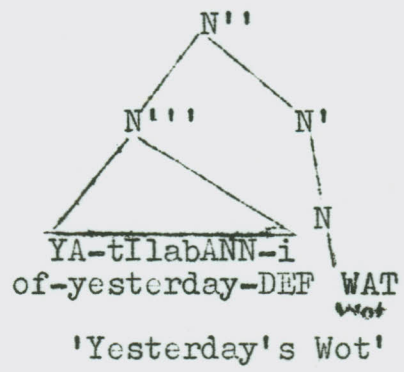 N''
N''' N'
N
YA-tIlabANN-i
of-yesterday-DEF WAT
Wot
'Yesterday's Wot'